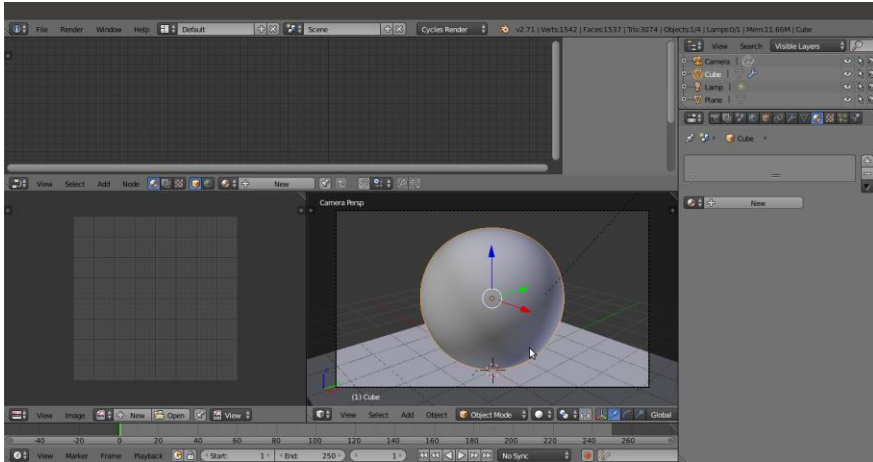 File Render Window Help Default Scene Cycles Render v2.71 | Verts:1542 | Faces:1537 | Tris:3074 | Objects:1/4 | Lamps:0/1 | Mem:11.66M | Cube
View Search Visible Layers
Camera
Cube
Lamp
Plane
Cube
New
View Select Add Node New
Camera Persp
(1) Cube
View Image New Open View
View Select Add Object Object Mode Global
-40 -20 0 20 40 60 80 100 120 140 160 180 200 220 240 260
View Marker Frame Playback Start: 1 End: 250 1 No Sync